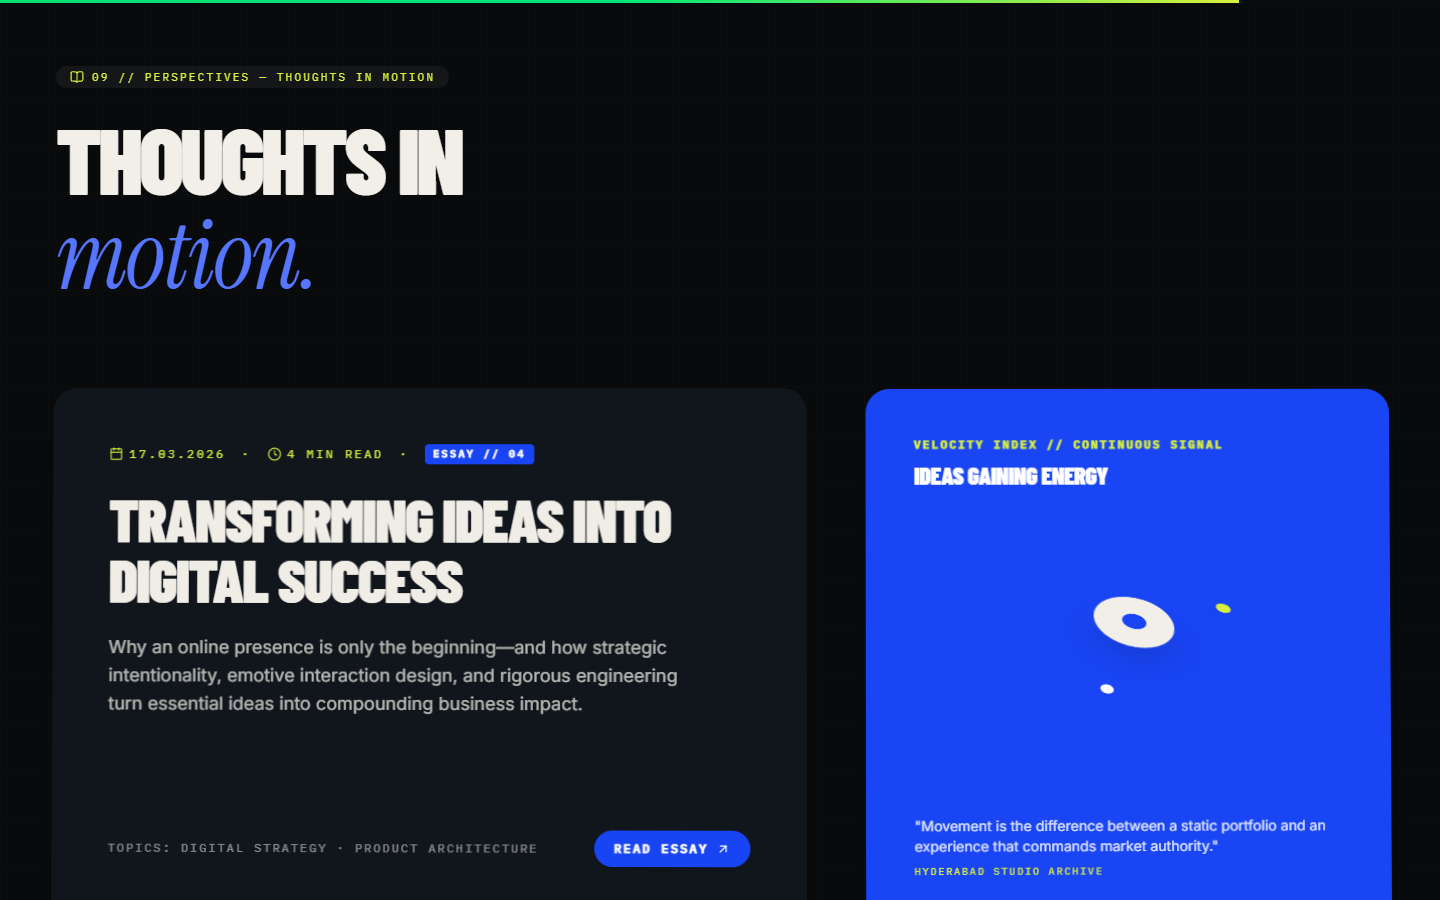 09 // PERSPECTIVES — THOUGHTS IN MOTION
THOUGHTS IN
motion.
17.03.2026 · 4 MIN READ · ESSAY // 04
TRANSFORMING IDEAS INTO
DIGITAL SUCCESS
Why an online presence is only the beginning—and how strategic
intentionality, emotive interaction design, and rigorous engineering
turn essential ideas into compounding business impact.
TOPICS: DIGITAL STRATEGY · PRODUCT ARCHITECTURE
READ ESSAY
VELOCITY INDEX // CONTINUOUS SIGNAL
IDEAS GAINING ENERGY
"Movement is the difference between a static portfolio and an
experience that commands market authority."
HYDERABAD STUDIO ARCHIVE